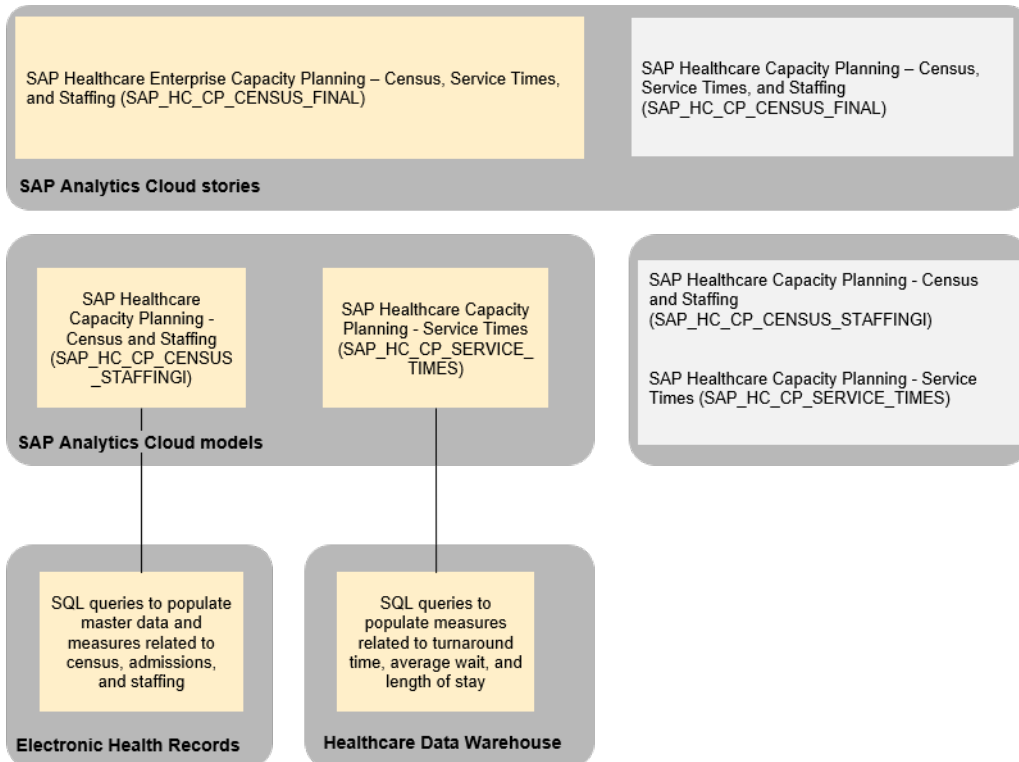 SAP Healthcare Enterprise Capacity Planning – Census, Service Times,
and Staffing (SAP_HC_CP_CENSUS_FINAL)
SAP Healthcare Capacity Planning – Census,
Service Times, and Staffing
(SAP_HC_CP_CENSUS_FINAL)
SAP Analytics Cloud stories
SAP Healthcare
Capacity Planning -
Census and Staffing
(SAP_HC_CP_CENSUS
_STAFFINGI)
SAP Healthcare Capacity
Planning - Service Times
(SAP_HC_CP_SERVICE_
TIMES)
SAP Analytics Cloud models
SAP Healthcare Capacity Planning - Census
and Staffing
(SAP_HC_CP_CENSUS_STAFFINGI)
SAP Healthcare Capacity Planning - Service
Times (SAP_HC_CP_SERVICE_TIMES)
SQL queries to populate
master data and
measures related to
census, admissions,
and staffing
Electronic Health Records
SQL queries to
populate measures
related to turnaround
time, average wait, and
length of stay
Healthcare Data Warehouse